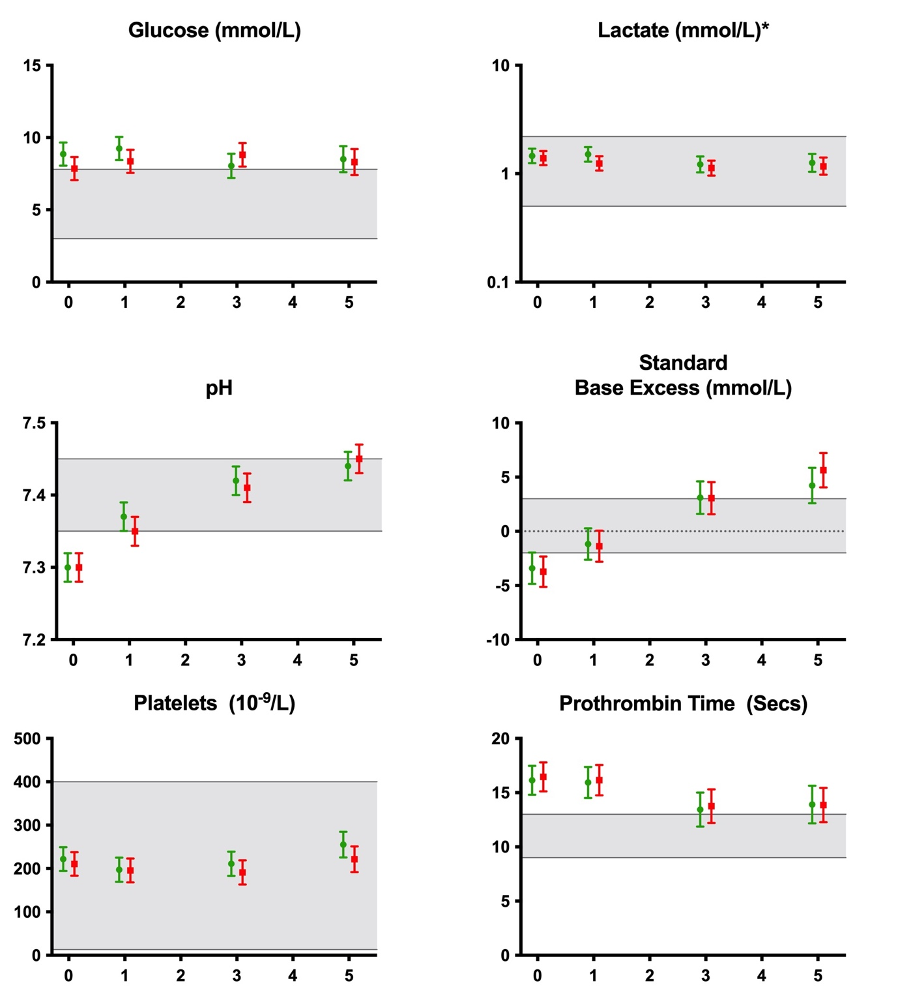 Glucose (mmol/L)
15
10
5
0
0 1 2 3 4 5
Lactate (mmol/L)*
10
1
0.1
0 1 2 3 4 5
pH
7.5
7.4
7.3
7.2
0 1 2 3 4 5
Standard
Base Excess (mmol/L)
10
5
0
-5
-10
0 1 2 3 4 5
Platelets (10⁻⁹/L)
500
400
300
200
100
0
0 1 2 3 4 5
Prothrombin Time (Secs)
20
15
10
5
0
0 1 2 3 4 5